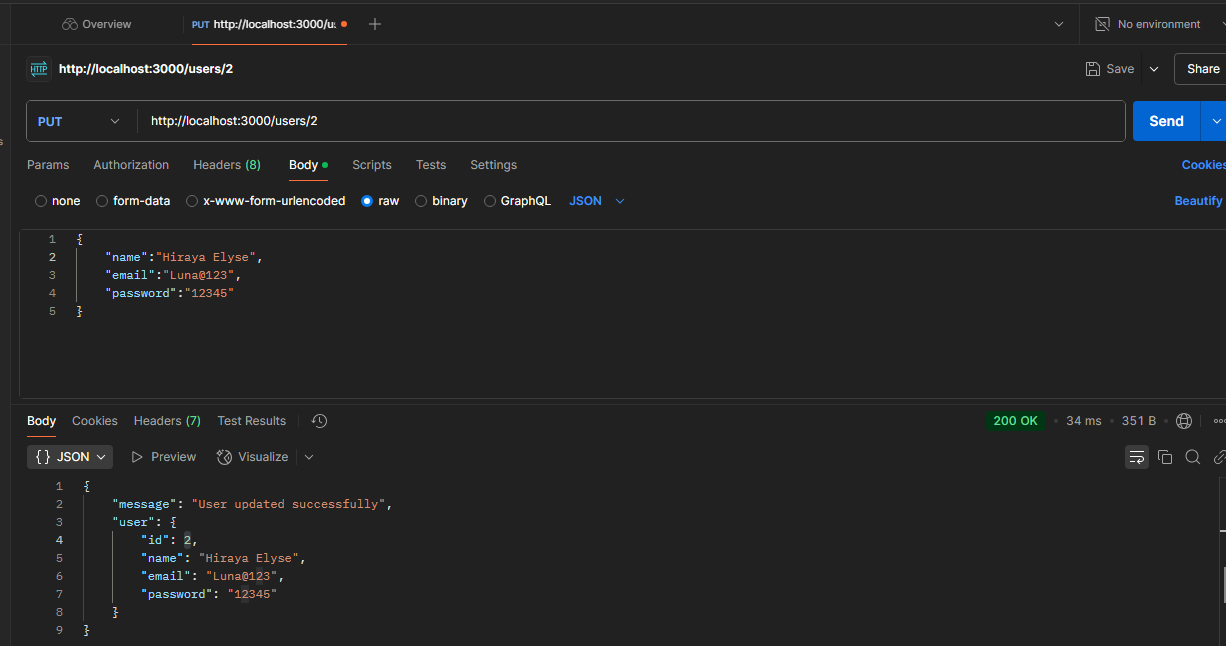 Overview PUT http://localhost:3000/u: No environment
HTTP http://localhost:3000/users/2 Save Share
PUT http://localhost:3000/users/2 Send
Params Authorization Headers (8) Body Scripts Tests Settings Cookies
none form-data x-www-form-urlencoded raw binary GraphQL JSON Beautify
1 {
2 "name":"Hiraya Elyse",
3 "email":"Luna@123",
4 "password":"12345"
5 }
Body Cookies Headers (7) Test Results 200 OK • 34 ms • 351 B
{} JSON Preview Visualize
1 {
2 "message": "User updated successfully",
3 "user": {
4 "id": 2,
5 "name": "Hiraya Elyse",
6 "email": "Luna@123",
7 "password": "12345"
8 }
9 }